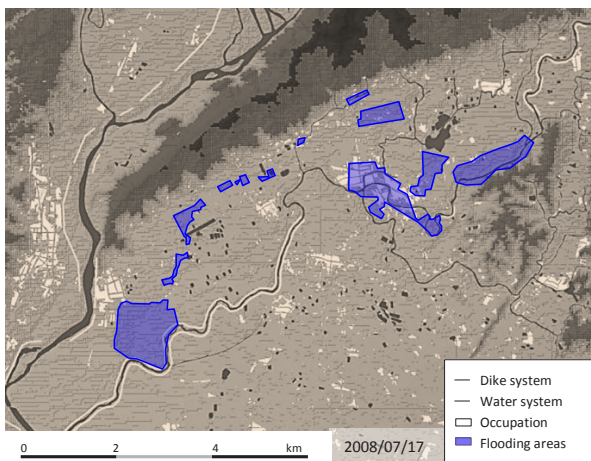 Dike system
Water system
Occupation
Flooding areas
0 2 4 km
2008/07/17